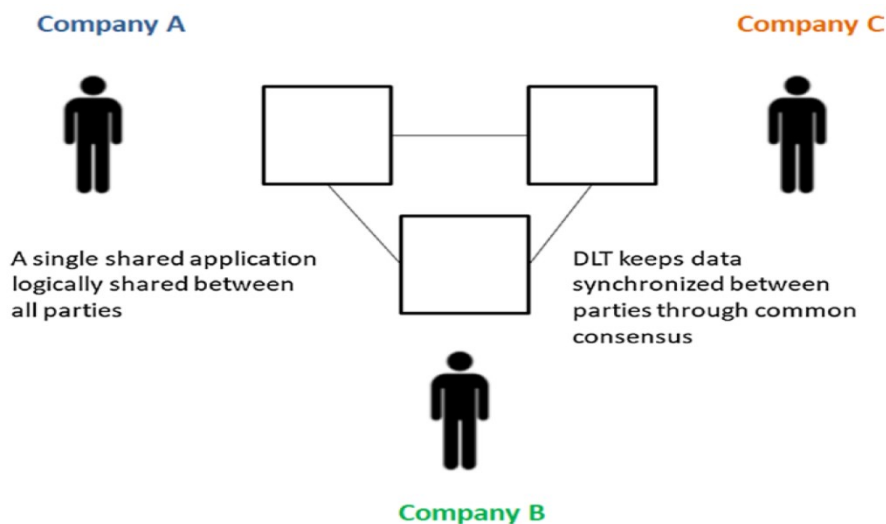 Company A
Company C
A single shared application
logically shared between
all parties
DLT keeps data
synchronized between
parties through common
consensus
Company B